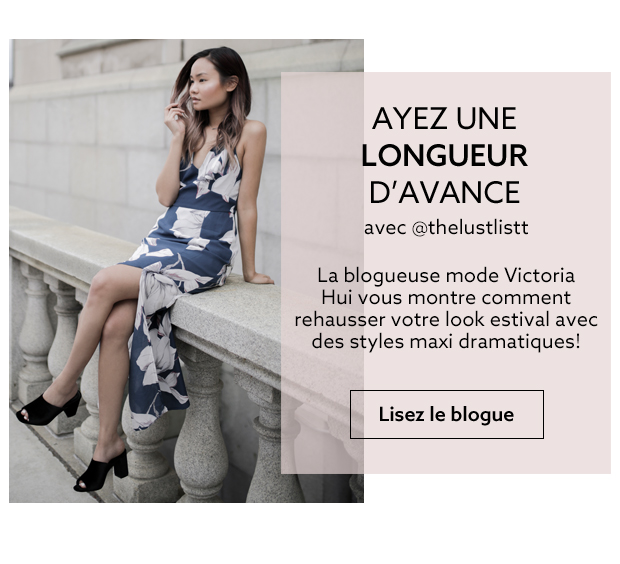 AYEZ UNE
LONGUEUR
D’AVANCE
avec @thelustlistt
La blogueuse mode Victoria
Hui vous montre comment
rehausser votre look estival avec
des styles maxi dramatiques!
Lisez le blogue